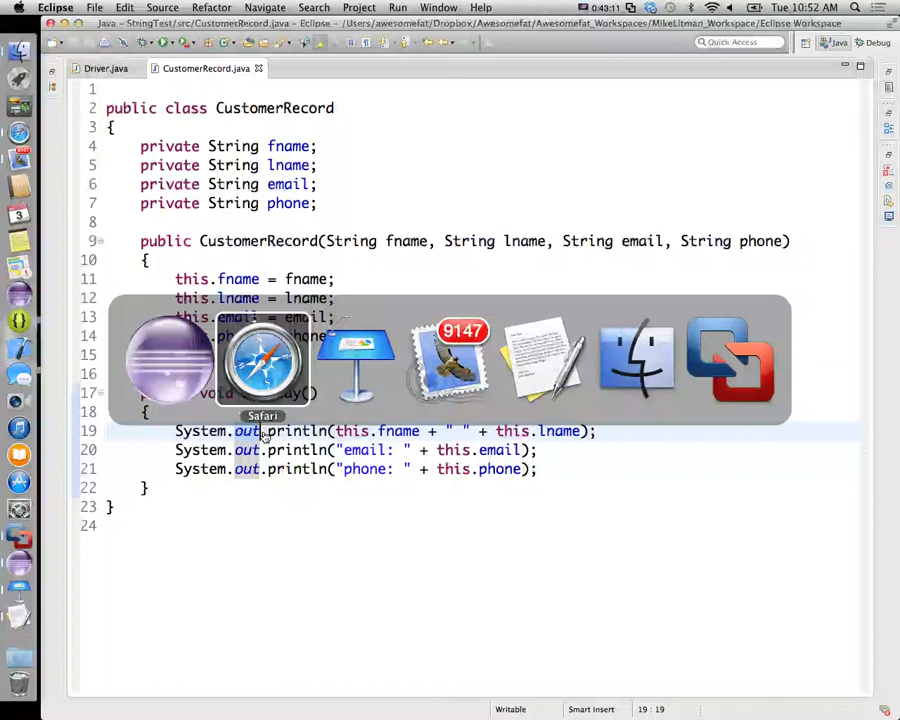 Eclipse File Edit Source Refactor Navigate Search Project Run Window Help 0:43:11 Tue 10:52 AM
Java - StringTest/src/CustomerRecord.java - Eclipse - /Users/awesomefat/Dropbox/Awesomefat_Workspaces/MikeLitman_Workspace/Eclipse Workspace
Quick Access Java Debug
Driver.java CustomerRecord.java
1
2 public class CustomerRecord
3 {
4 private String fname;
5 private String lname;
6 private String email;
7 private String phone;
8
9 public CustomerRecord(String fname, String lname, String email, String phone)
10 {
11 this.fname = fname;
12 this.lname = lname;
13 this.email = email;
14
15
16
17
18 {
19 System.out.println(this.fname + " " + this.lname);
20 System.out.println("email: " + this.email);
21 System.out.println("phone: " + this.phone);
22 }
23 }
24
9147
Safari
9147
3
Writable Smart Insert 19 : 19